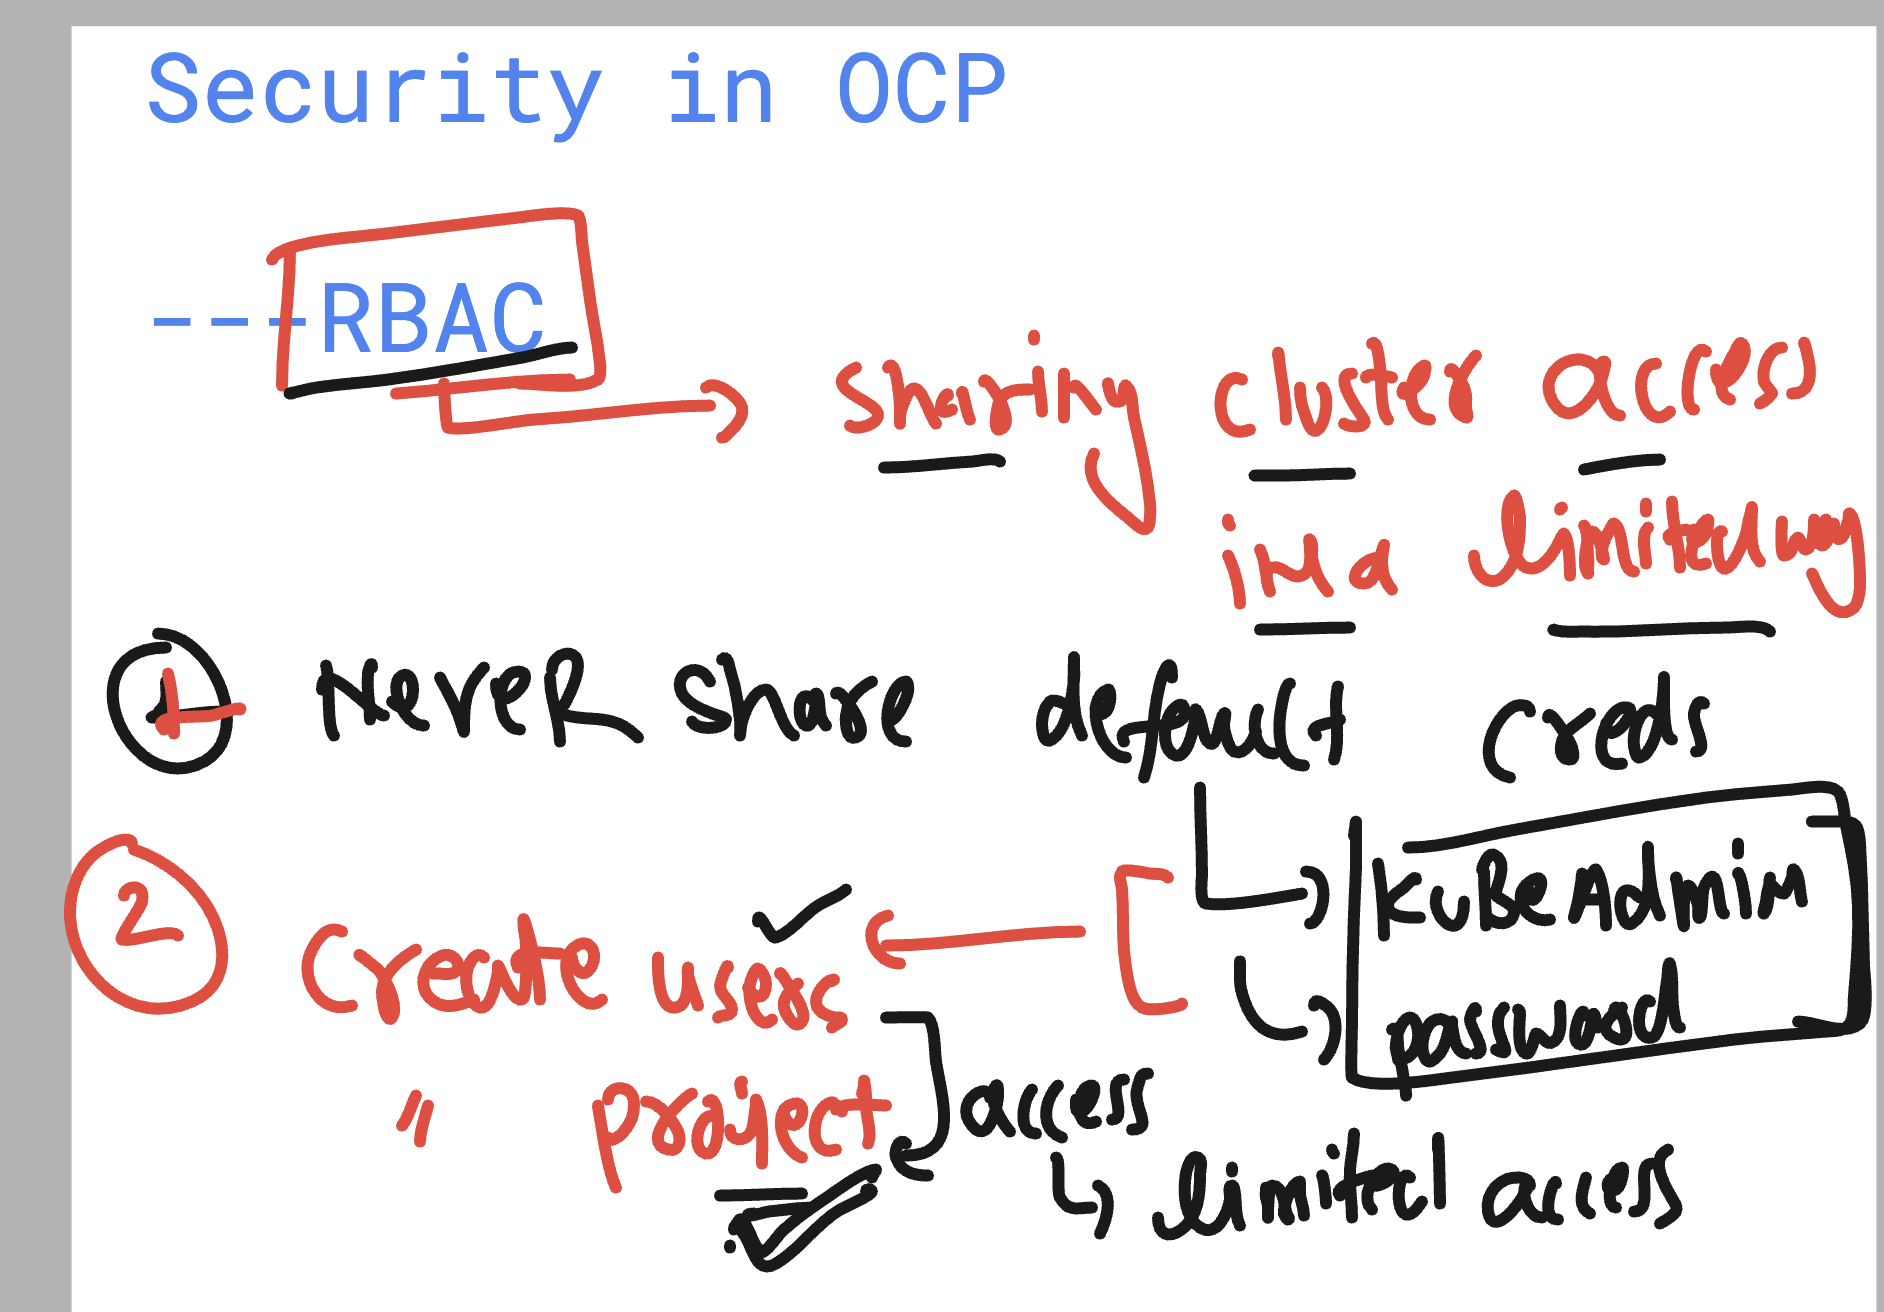 Security in OCP
---RBAC
sharing cluster access
in a limited way
1 Never share default creds
KubeAdmin
2 create users
password
" project access
limited access